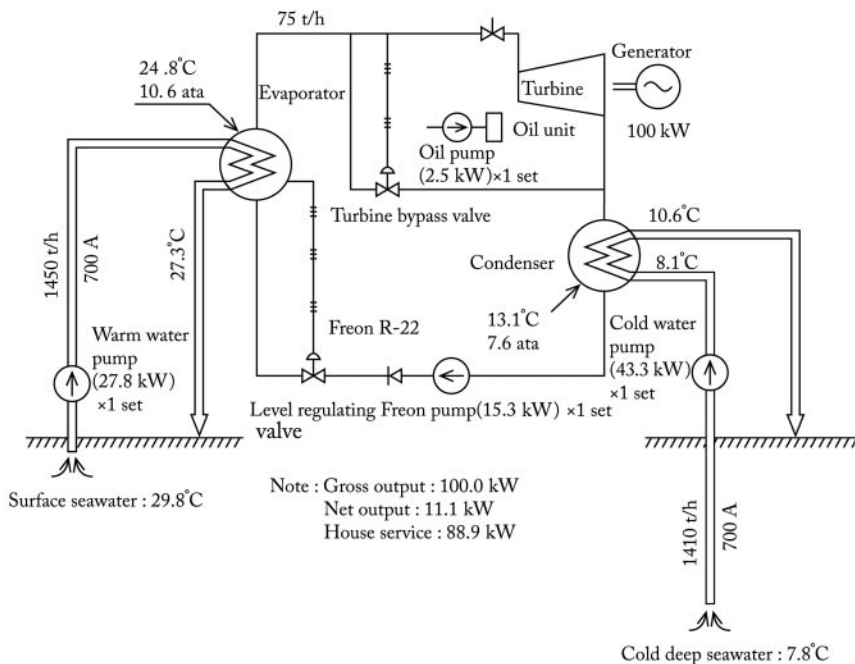 75 t/h
24 .8°C
10. 6 ata
Evaporator
Generator
Turbine
Oil unit
100 kW
Oil pump
(2.5 kW)×1 set
Turbine bypass valve
10.6°C
8.1°C
Condenser
1450 t/h
700 A
27.3°C
13.1°C
7.6 ata
Freon R-22
Warm water
pump
(27.8 kW)
×1 set
Cold water
pump
(43.3 kW)
×1 set
Level regulating Freon pump(15.3 kW) ×1 set
valve
Surface seawater : 29.8°C
Note : Gross output : 100.0 kW
Net output : 11.1 kW
House service : 88.9 kW
1410 t/h
700 A
Cold deep seawater : 7.8°C